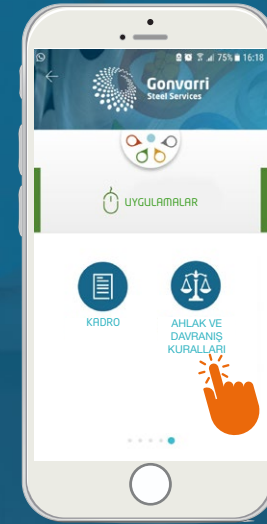 75% 16:18
Gonvarri
Steel Services
UYGULAMALAR
KADRO
AHLAK VE
DAVRANIŞ
KURALLARI